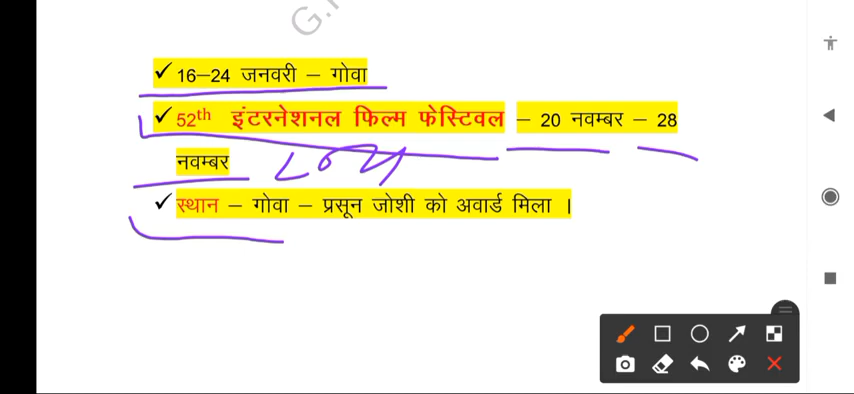 G.
✓ 16–24 जनवरी – गोवा
✓ 52th इंटरनेशनल फिल्म फेस्टिवल – 20 नवम्बर – 28
नवम्बर
✓ स्थान – गोवा – प्रसून जोशी को अवार्ड मिला ।